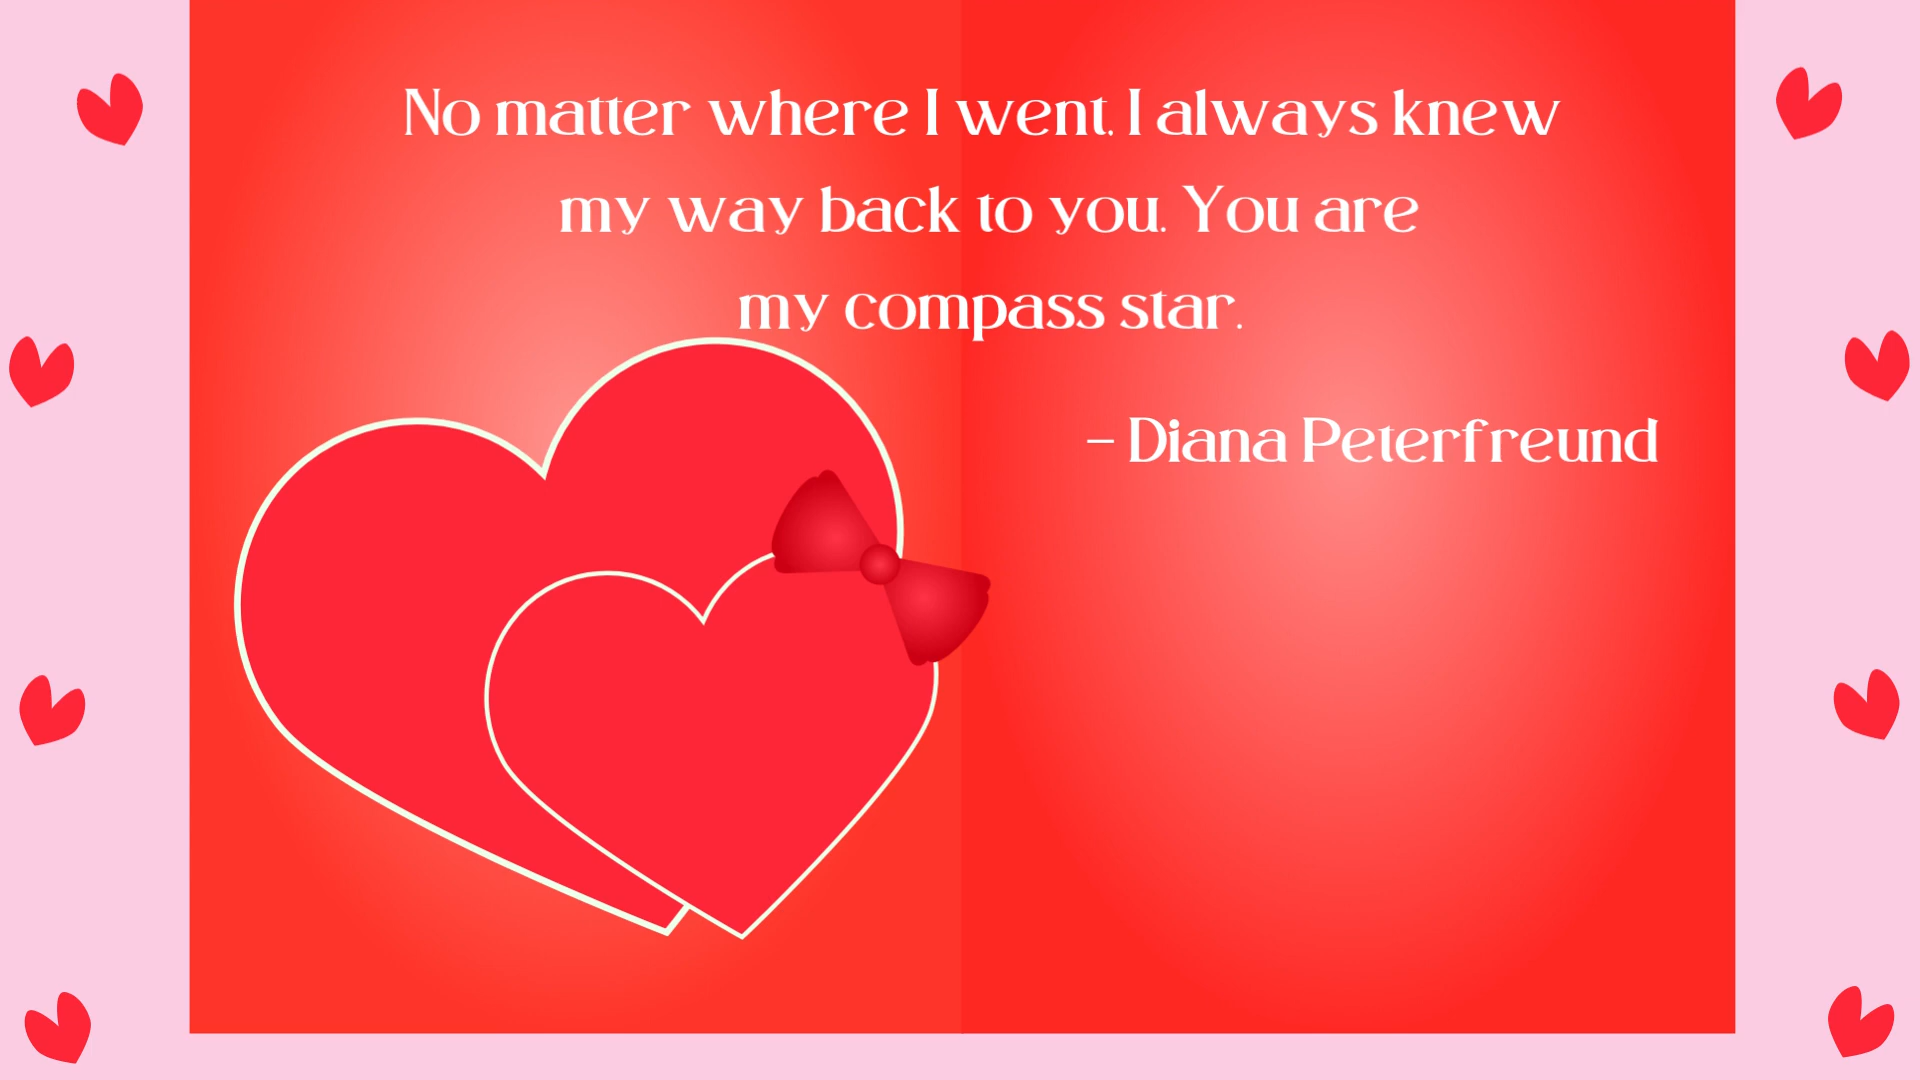 No matter where I went, I always knew
my way back to you. You are
my compass star.
- Diana Peterfreund